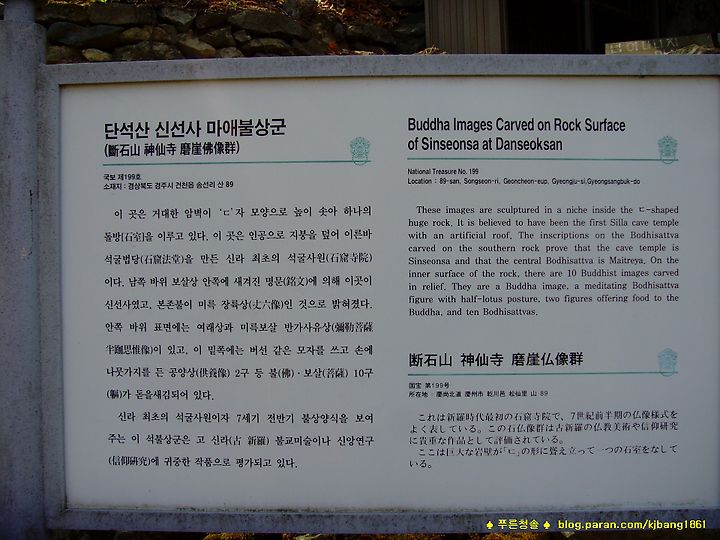 단석산 신선사 마애불상군
(斷石山 神仙寺 磨崖佛像群)
국보 제199호
소재지 : 경상북도 경주시 건천읍 송선리 산 89
이 곳은 거대한 암벽이 'ㄷ'자 모양으로 높이 솟아 하나의
돌방(石室)을 이루고 있다. 이 곳은 인공으로 지붕을 덮어 이른바
석굴법당(石窟法堂)을 만든 신라 최초의 석굴사원(石窟寺院)
이다. 남쪽 바위 보살상 안쪽에 새겨진 명문(銘文)에 의해 이곳이
신선사였고, 본존불이 미륵 장륙상(丈六像)인 것으로 밝혀졌다.
안쪽 바위 표면에는 여래상과 미륵보살 반가사유상(彌勒菩薩
半跏思惟像)이 있고, 이 밑쪽에는 버선 같은 모자를 쓰고 손에
나뭇가지를 든 공양상(供養像) 2구 등 불(佛)·보살(菩薩) 10구
(軀)가 돋을새김되어 있다.
신라 최초의 석굴사원이자 7세기 전반기 불상양식을 보여
주는 이 석불상군은 고 신라(古 新羅) 불교미술이나 신앙연구
(信仰硏究)에 귀중한 작품으로 평가되고 있다.
Buddha Images Carved on Rock Surface
of Sinseonsa at Danseoksan
National Treasure No. 199
Location : 89-san, Songseon-ri, Geoncheon-eup, Gyeongju-si,Gyeongsangbuk-do
These images are sculptured in a niche inside the ㄷ-shaped
huge rock. It is believed to have been the first Silla cave temple
with an artificial roof. The inscriptions on the Bodhisattva
carved on the southern rock prove that the cave temple is
Sinseonsa and that the central Bodhisattva is Maitreya. On the
inner surface of the rock, there are 10 Buddhist images carved
in relief. They are a Buddha image, a meditating Bodhisattva
figure with half-lotus posture, two figures offering food to the
Buddha, and ten Bodhisattvas.
断石山 神仙寺 磨崖仏像群
国宝 第199号
所在地 : 慶尚北道 慶州市 乾川邑 松仙里 山 89
これは新羅時代最初の石窟寺院で、7世紀前半期の仏像様式を
よく表している。この石仏像群は古新羅の仏教美術や信仰研究
に貴重な作品として評価されている。
ここは巨大な岩壁が「ㄷ」の形に聳え立って一つの石室をなして
いる。
♠ 푸른청솔 ♠ blog.paran.com/kjbang1861